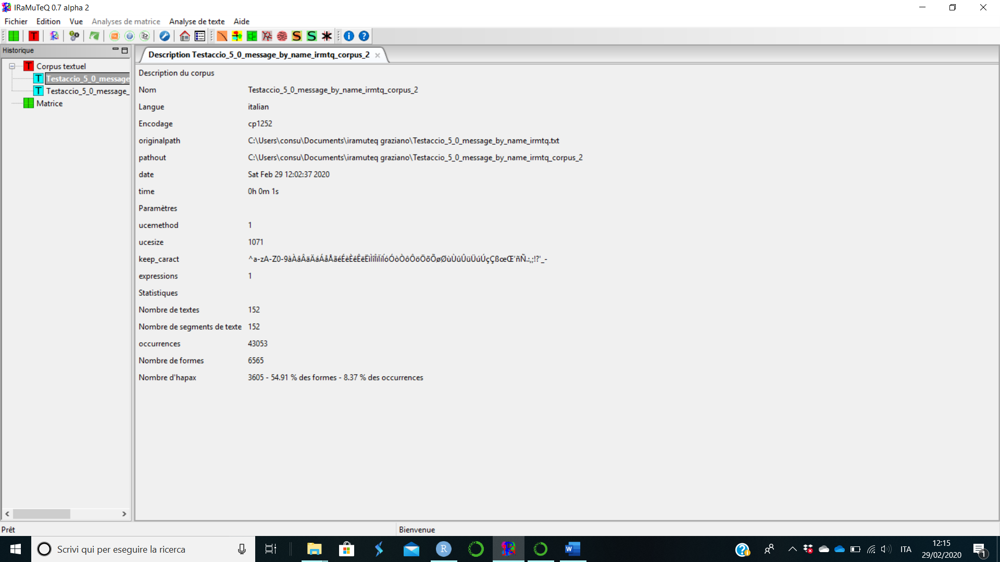 IRaMuTeQ 0.7 alpha 2
Fichier Edition Vue Analyses de matrice Analyse de texte Aide
Historique
Corpus textuel
Testaccio_5_0_message
Testaccio_5_0_message_
Matrice
Description Testaccio_5_0_message_by_name_irmtq_corpus_2
Description du corpus
Nom Testaccio_5_0_message_by_name_irmtq_corpus_2
Langue italian
Encodage cp1252
originalpath C:\Users\consu\Documents\iramuteq graziano\Testaccio_5_0_message_by_name_irmtq.txt
pathout C:\Users\consu\Documents\iramuteq graziano\Testaccio_5_0_message_by_name_irmtq_corpus_2
date Sat Feb 29 12:02:37 2020
time 0h 0m 1s
Paramètres
ucemethod 1
ucesize 1071
keep_caract ^a-zA-Z0-9àÀâÂäÄáÁåÅãéÉèÈêÊëËìÌîÎïÏíÍóÓòÒôÔöÖõÕøØùÙûÛüÜúÚçÇßœŒ'ñÑ.:,;!?'_-
expressions 1
Statistiques
Nombre de textes 152
Nombre de segments de texte 152
occurrences 43053
Nombre de formes 6565
Nombre d'hapax 3605 - 54.91 % des formes - 8.37 % des occurrences
Prêt Bienvenue
Scrivi qui per eseguire la ricerca
ITA
12:15
29/02/2020
1